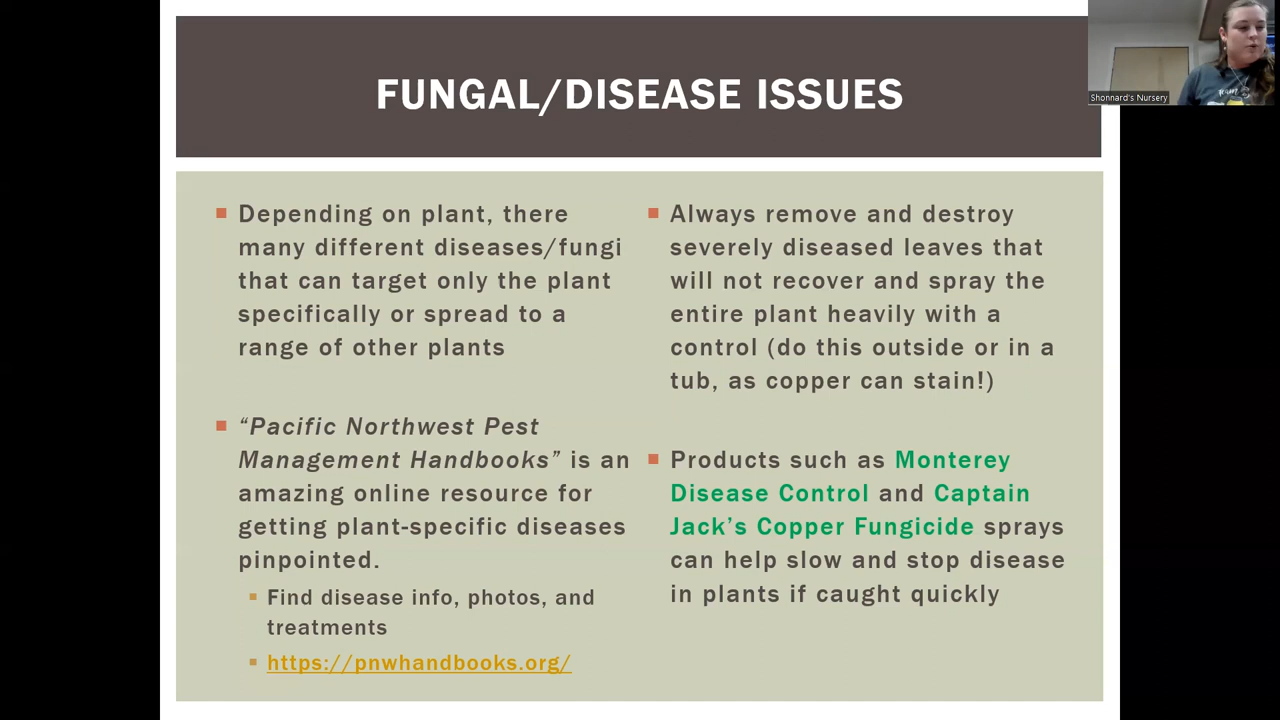 FUNGAL/DISEASE ISSUES
Shonnard's Nursery
Depending on plant, there
many different diseases/fungi
that can target only the plant
specifically or spread to a
range of other plants
“Pacific Northwest Pest
Management Handbooks” is an
amazing online resource for
getting plant-specific diseases
pinpointed.
Find disease info, photos, and
treatments
https://pnwhandbooks.org/
Always remove and destroy
severely diseased leaves that
will not recover and spray the
entire plant heavily with a
control (do this outside or in a
tub, as copper can stain!)
Products such as Monterey
Disease Control and Captain
Jack’s Copper Fungicide sprays
can help slow and stop disease
in plants if caught quickly